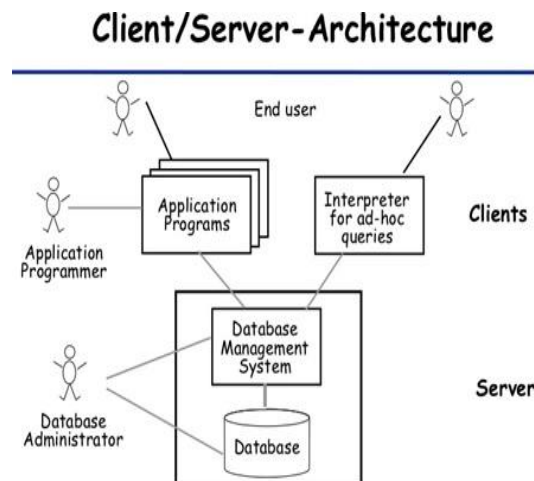 Client/Server-Architecture
End user
Application
Programs
Interpreter
for ad-hoc
queries
Clients
Application
Programmer
Database
Management
System
Server
Database
Administrator
Database